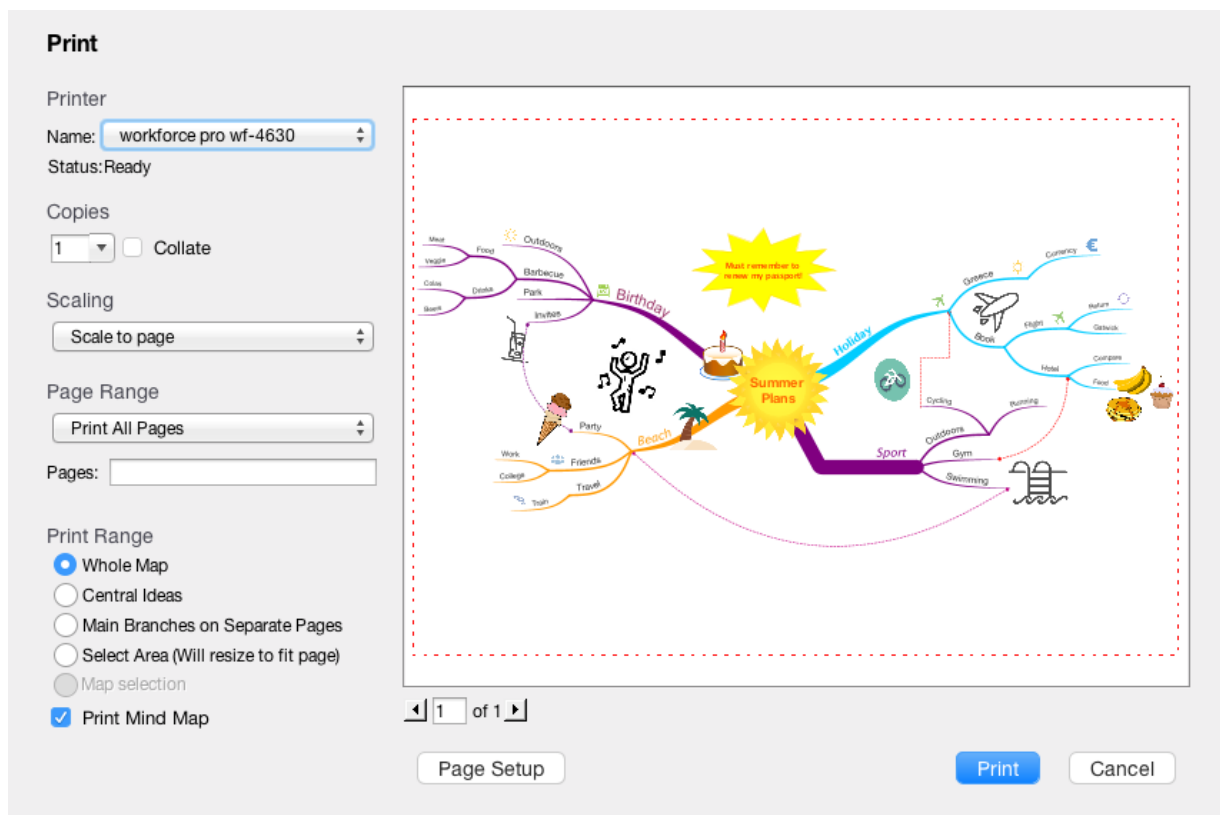 Print
Printer
Name: workforce pro wf-4630
Status:Ready
Copies
1 Collate
Scaling
Scale to page
Page Range
Print All Pages
Pages:
Print Range
Whole Map
Central Ideas
Main Branches on Separate Pages
Select Area (Will resize to fit page)
Map selection
Print Mind Map
Must remember to
renew my passport!
Summer
Plans
Birthday
Outdoors
Barbecue
Food
Meat
Veggie
Drinks
Colas
Beers
Park
Invites
Holiday
Greece
Currency
€
Book
Flight
Return
Gatwick
Hotel
Compare
Food
Beach
Party
Friends
Work
College
Travel
Train
Sport
Outdoors
Cycling
Running
Gym
Swimming
1 of 1
Page Setup
Print
Cancel